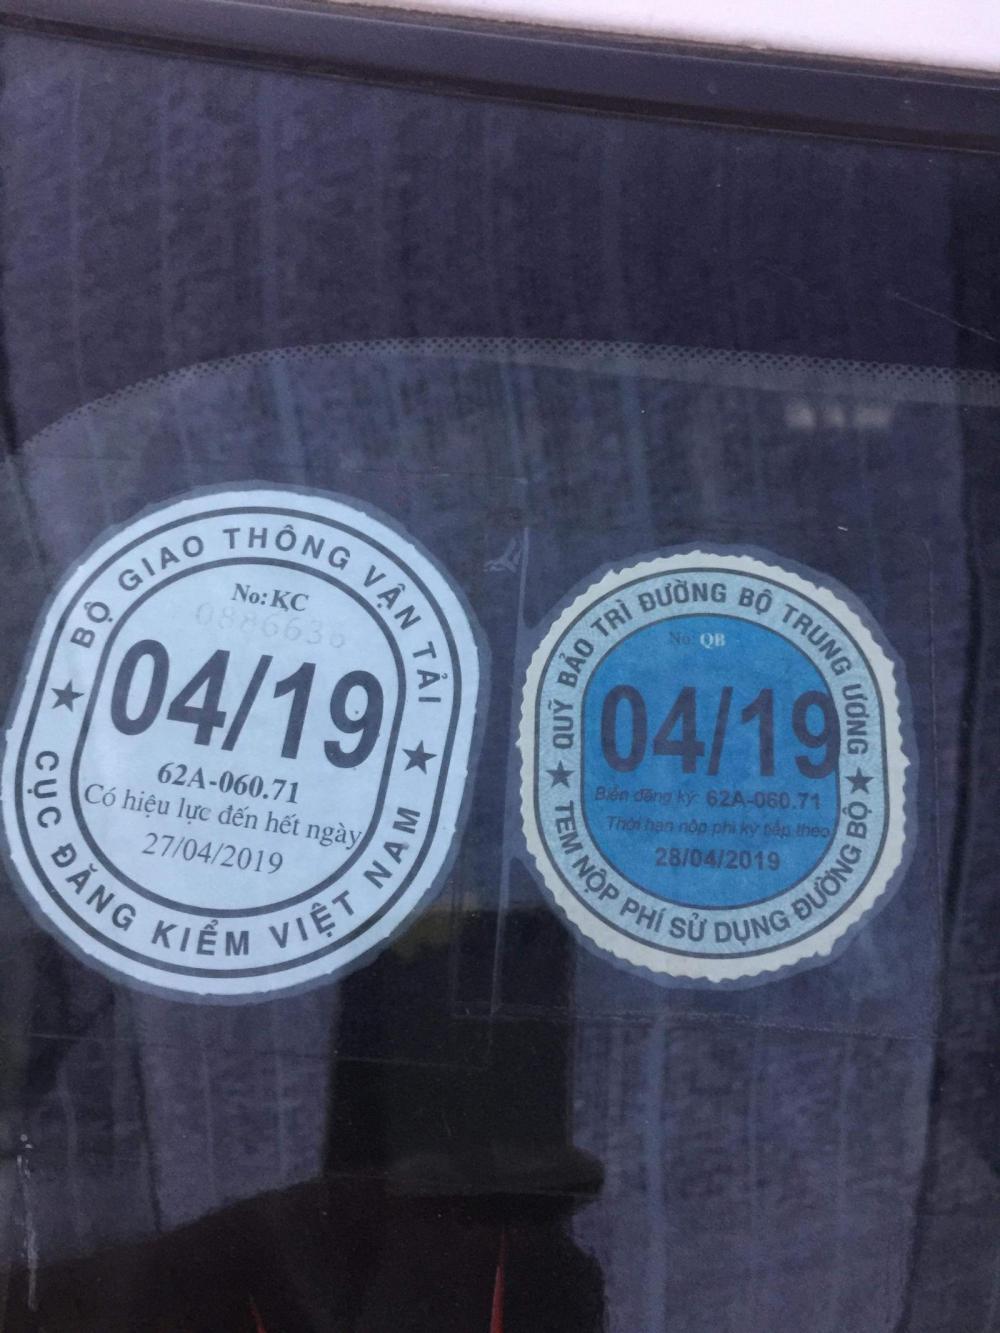 BỘ GIAO THÔNG VẬN TẢI
No: KC
0886636
04/19
62A-060.71
Có hiệu lực đến hết ngày
27/04/2019
CỤC ĐĂNG KIỂM VIỆT NAM
QUỸ BẢO TRÌ ĐƯỜNG BỘ TRUNG ƯƠNG
No: QB
04/19
Biển đăng ký: 62A-060.71
Thời hạn nộp phí kỳ tiếp theo
28/04/2019
TEM NỘP PHÍ SỬ DỤNG ĐƯỜNG BỘ